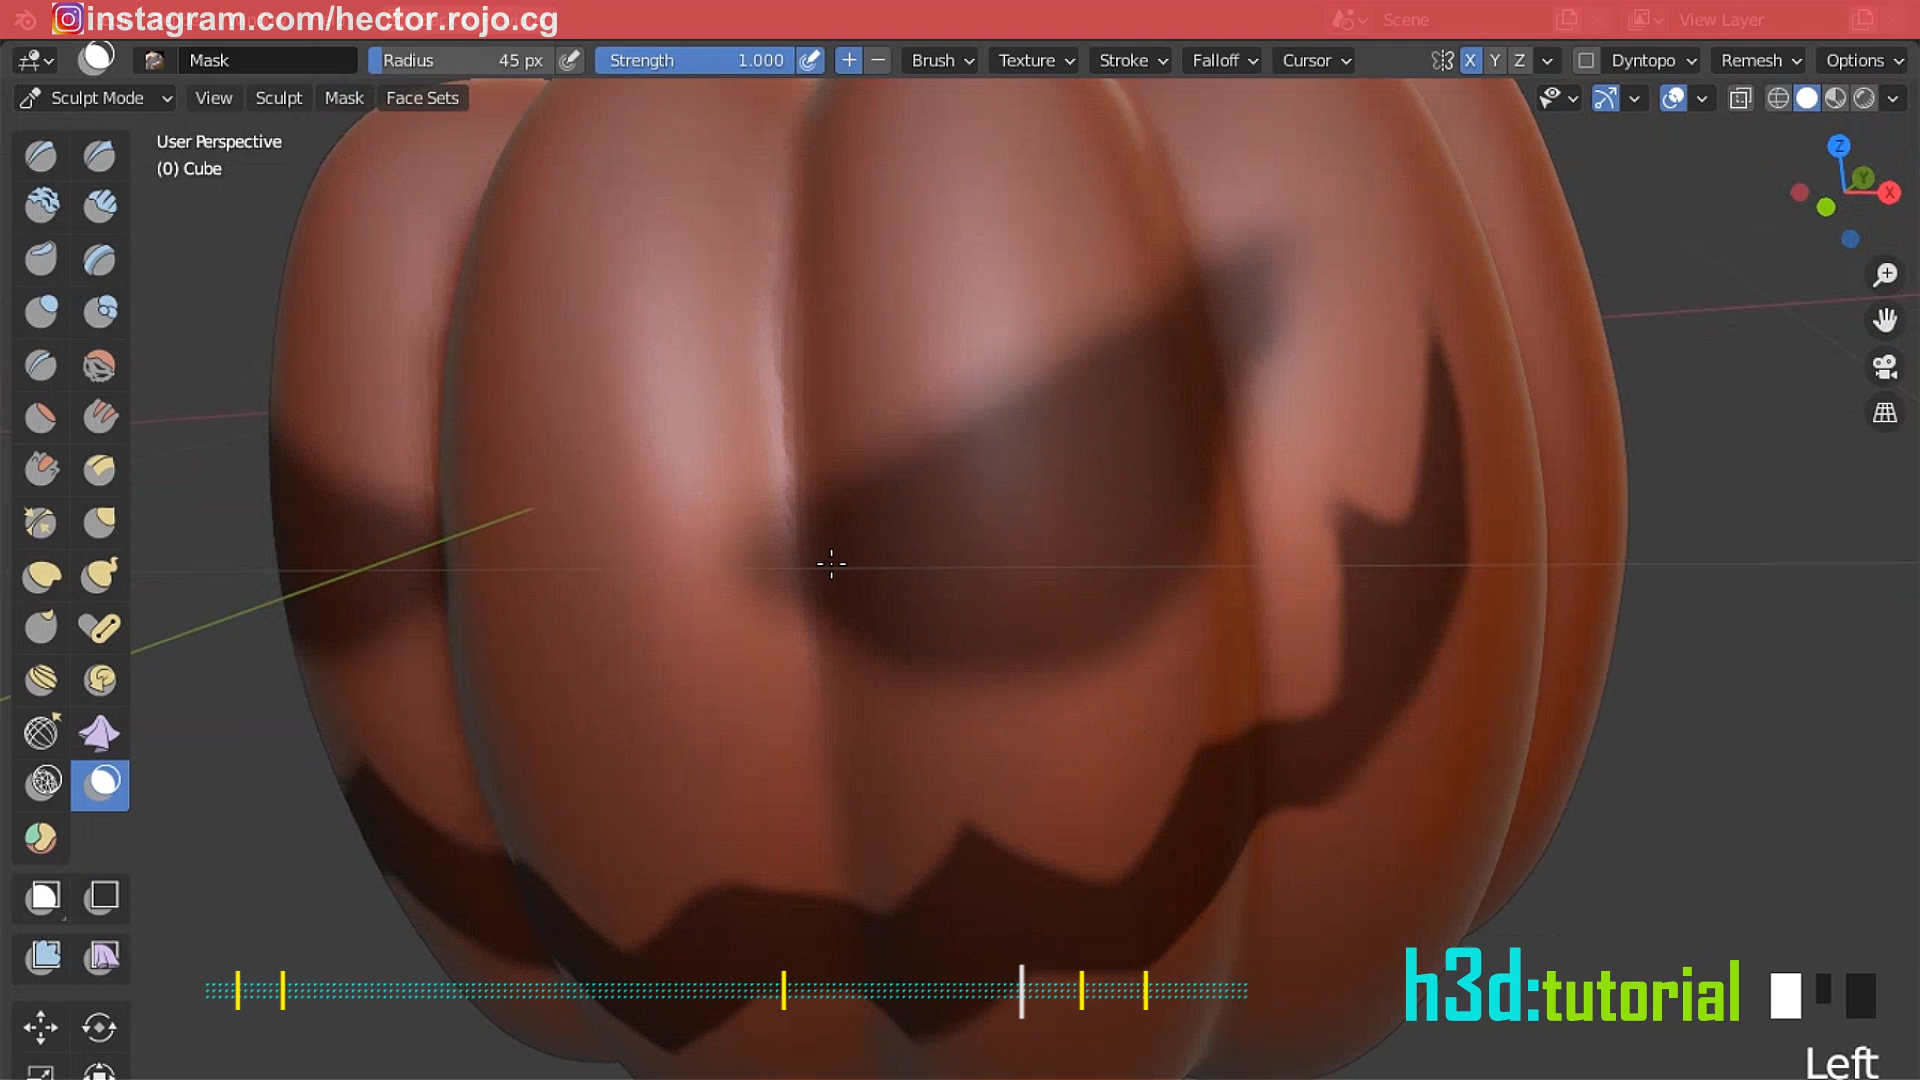 instagram.com/hector.rojo.cg
Scene
View Layer
Mask
Radius 45 px
Strength 1.000
Brush
Texture
Stroke
Falloff
Cursor
X Y Z
Dyntopo
Remesh
Options
Sculpt Mode
View
Sculpt
Mask
Face Sets
User Perspective
(0) Cube
Z
Y
X
h3d:tutorial
Left